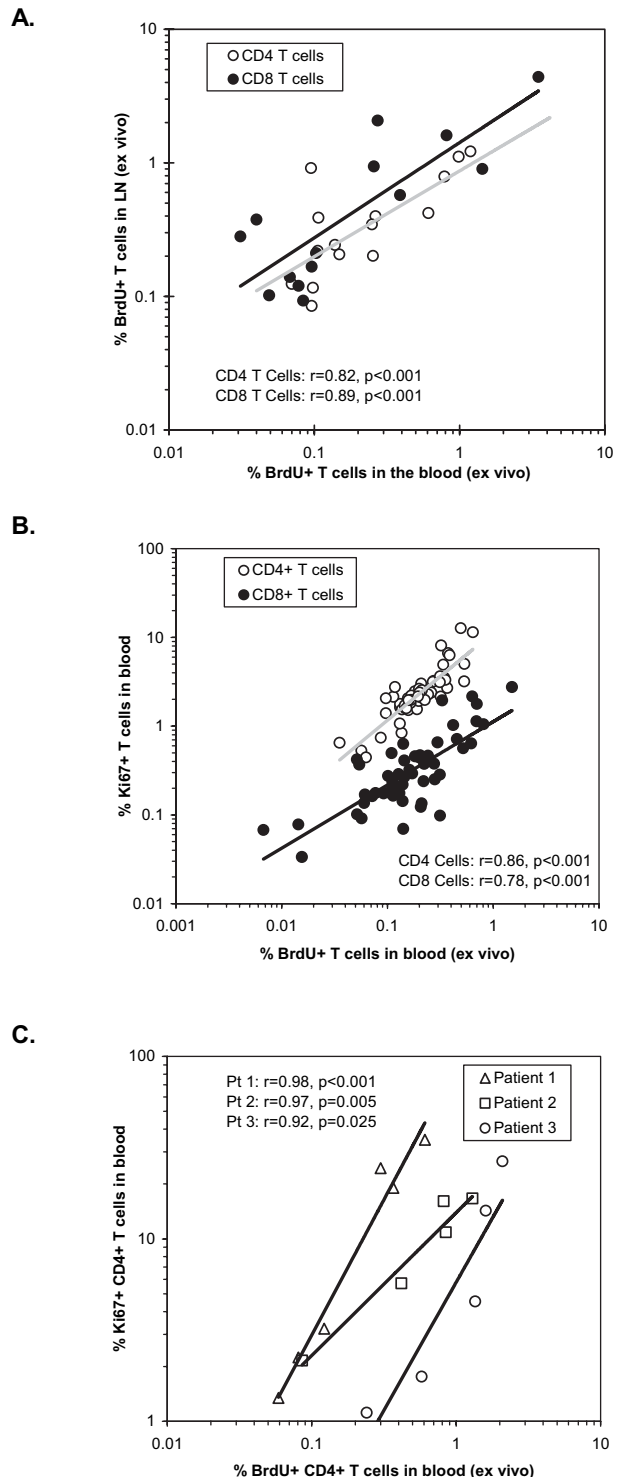 A.
10
CD4 T cells
CD8 T cells
1
0.1
0.01
% BrdU+ T cells in LN (ex vivo)
CD4 T Cells: r=0.82, p<0.001
CD8 T Cells: r=0.89, p<0.001
0.01 0.1 1 10
% BrdU+ T cells in the blood (ex vivo)
B.
100
CD4+ T cells
CD8+ T cells
10
1
0.1
0.01
% Ki67+ T cells in blood
CD4 Cells: r=0.86, p<0.001
CD8 Cells: r=0.78, p<0.001
0.001 0.01 0.1 1 10
% BrdU+ T cells in blood (ex vivo)
C.
100
Pt 1: r=0.98, p<0.001
Pt 2: r=0.97, p=0.005
Pt 3: r=0.92, p=0.025
Patient 1
Patient 2
Patient 3
10
1
% Ki67+ CD4+ T cells in blood
0.01 0.1 1 10
% BrdU+ CD4+ T cells in blood (ex vivo)